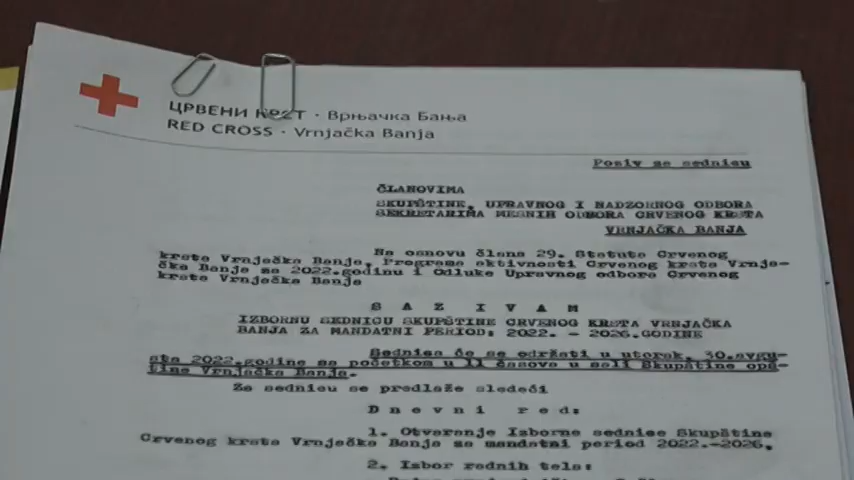 ЦРВЕНИ КРСТ · Врњачка Бања
RED CROSS · Vrnjačka Banja
Poziv za sednicu
ČLANOVIMA
SKUPŠTINE, UPRAVNOG I NADZORNOG ODBORA
SEKRETARIMA MESNIH ODBORA CRVENOG KRSTA
VRNJAČKA BANJA
Na osnovu člana 29. Statuta Crvenog
krsta Vrnjačka Banja, Programa aktivnosti Crvenog krsta Vrnja-
čka Banja za 2022.godinu i Odluke Upravnog odbora Crvenog
krsta Vrnjačka Banja
S A Z I V A M
IZBORNU SEDNICU SKUPŠTINE CRVENOG KRSTA VRNJAČKA
BANJA ZA MANDATNI PERIOD: 2022. - 2026.GODINE
Sednica će se održati u utorak, 30.avgu-
sta 2022.godine sa početkom u 11 časova u sali Skupštine opš-
tine Vrnjačka Banja.
Za sednicu se predlaže sledeći
D n e v n i r e d:
1. Otvaranje Izborne sednice Skupštine
Crvenog krsta Vrnjačka Banja za mandatni period 2022.-2026.
2. Izbor radnih tela: